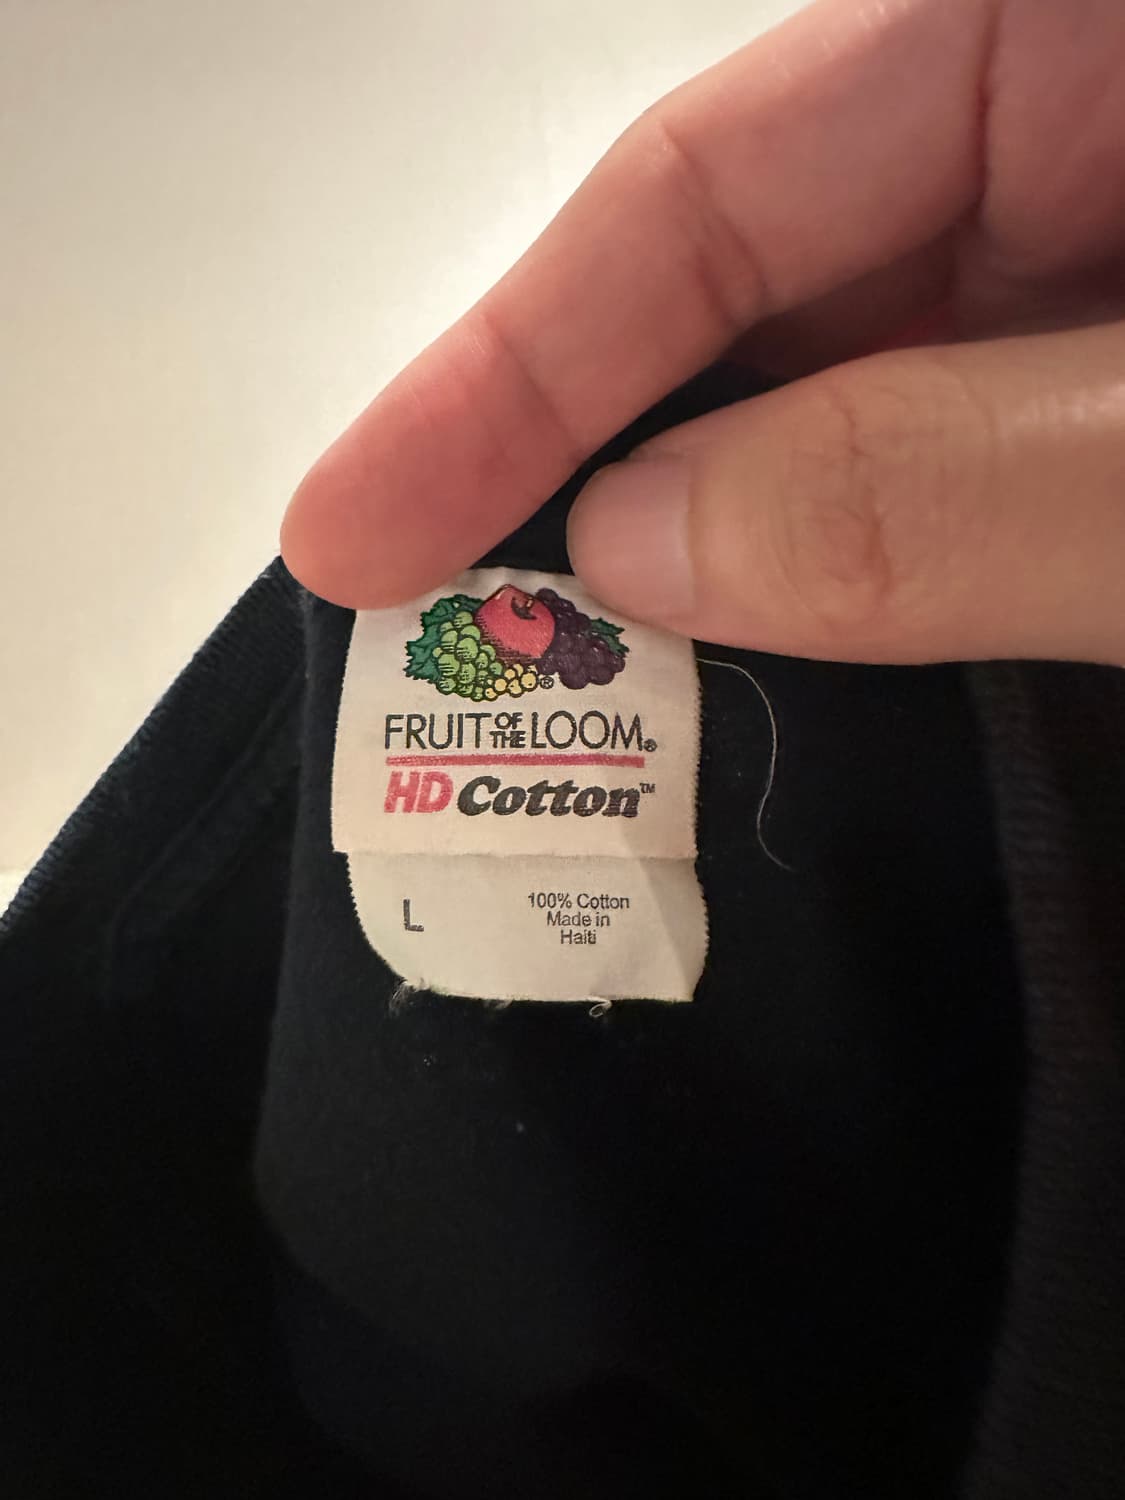 FRUIT OF THE LOOM®
HD Cotton™
L
100% Cotton
Made in
Haiti